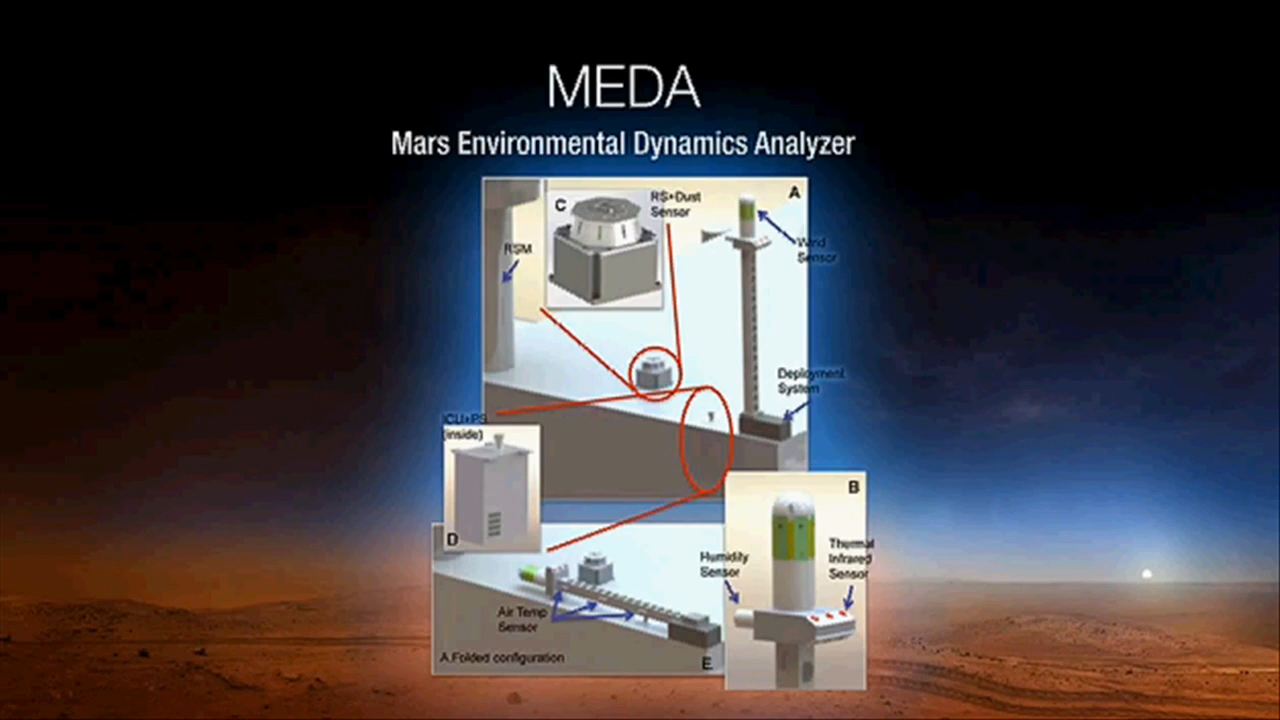 MEDA
Mars Environmental Dynamics Analyzer
A
C
RS+Dust
Sensor
Wind
Sensor
RSM
Deployment
System
ICU+PS
(inside)
D
B
Humidity
Sensor
Thermal
Infrared
Sensor
Air Temp
Sensor
A.Folded configuration
E